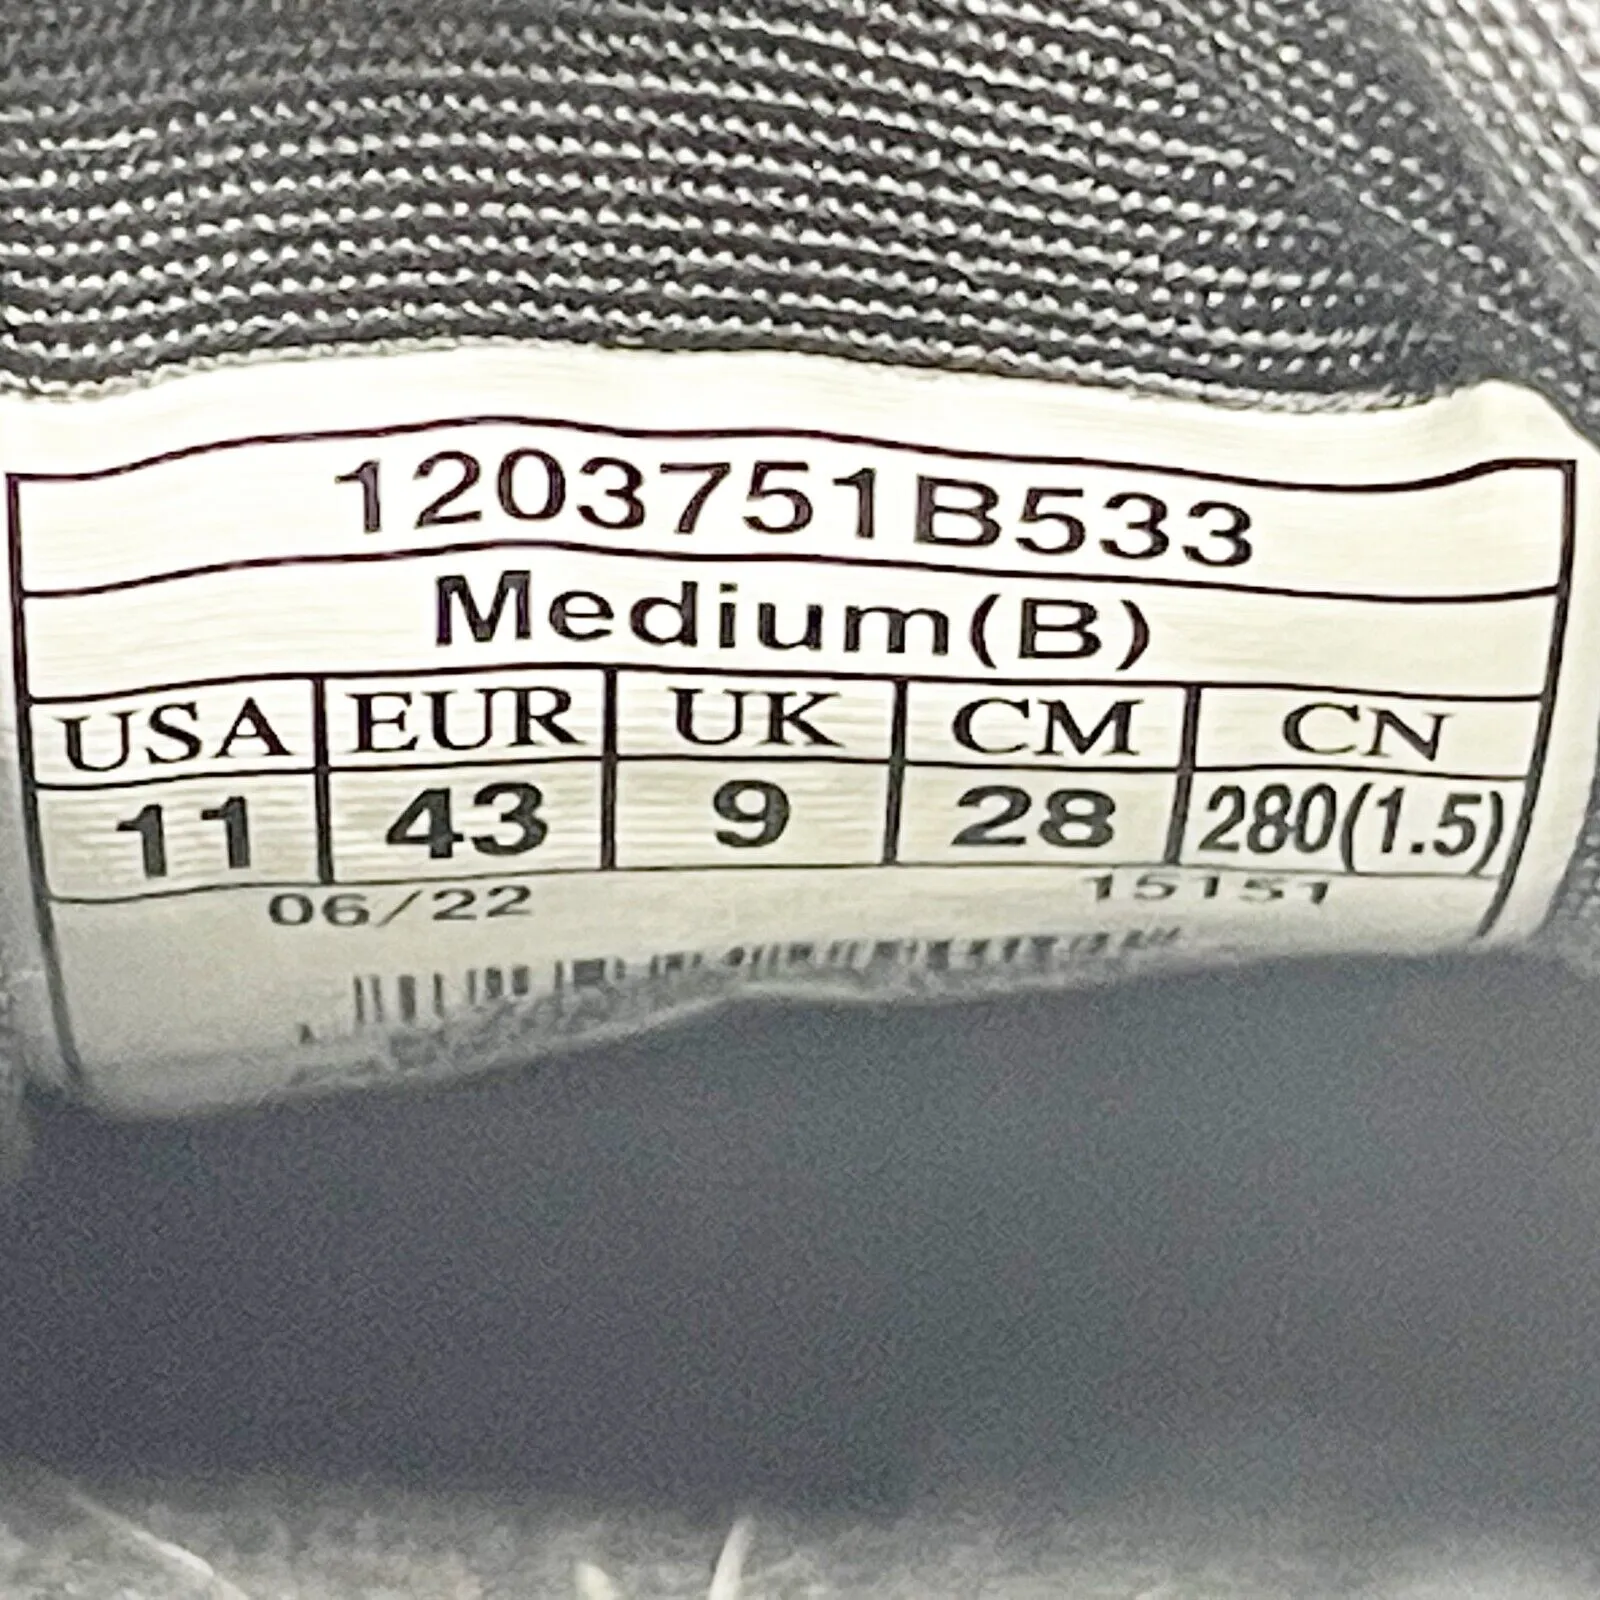 1203751B533
Medium(B)
USA EUR UK CM CN
11 43 9 28 280(1.5)
06/22 15151